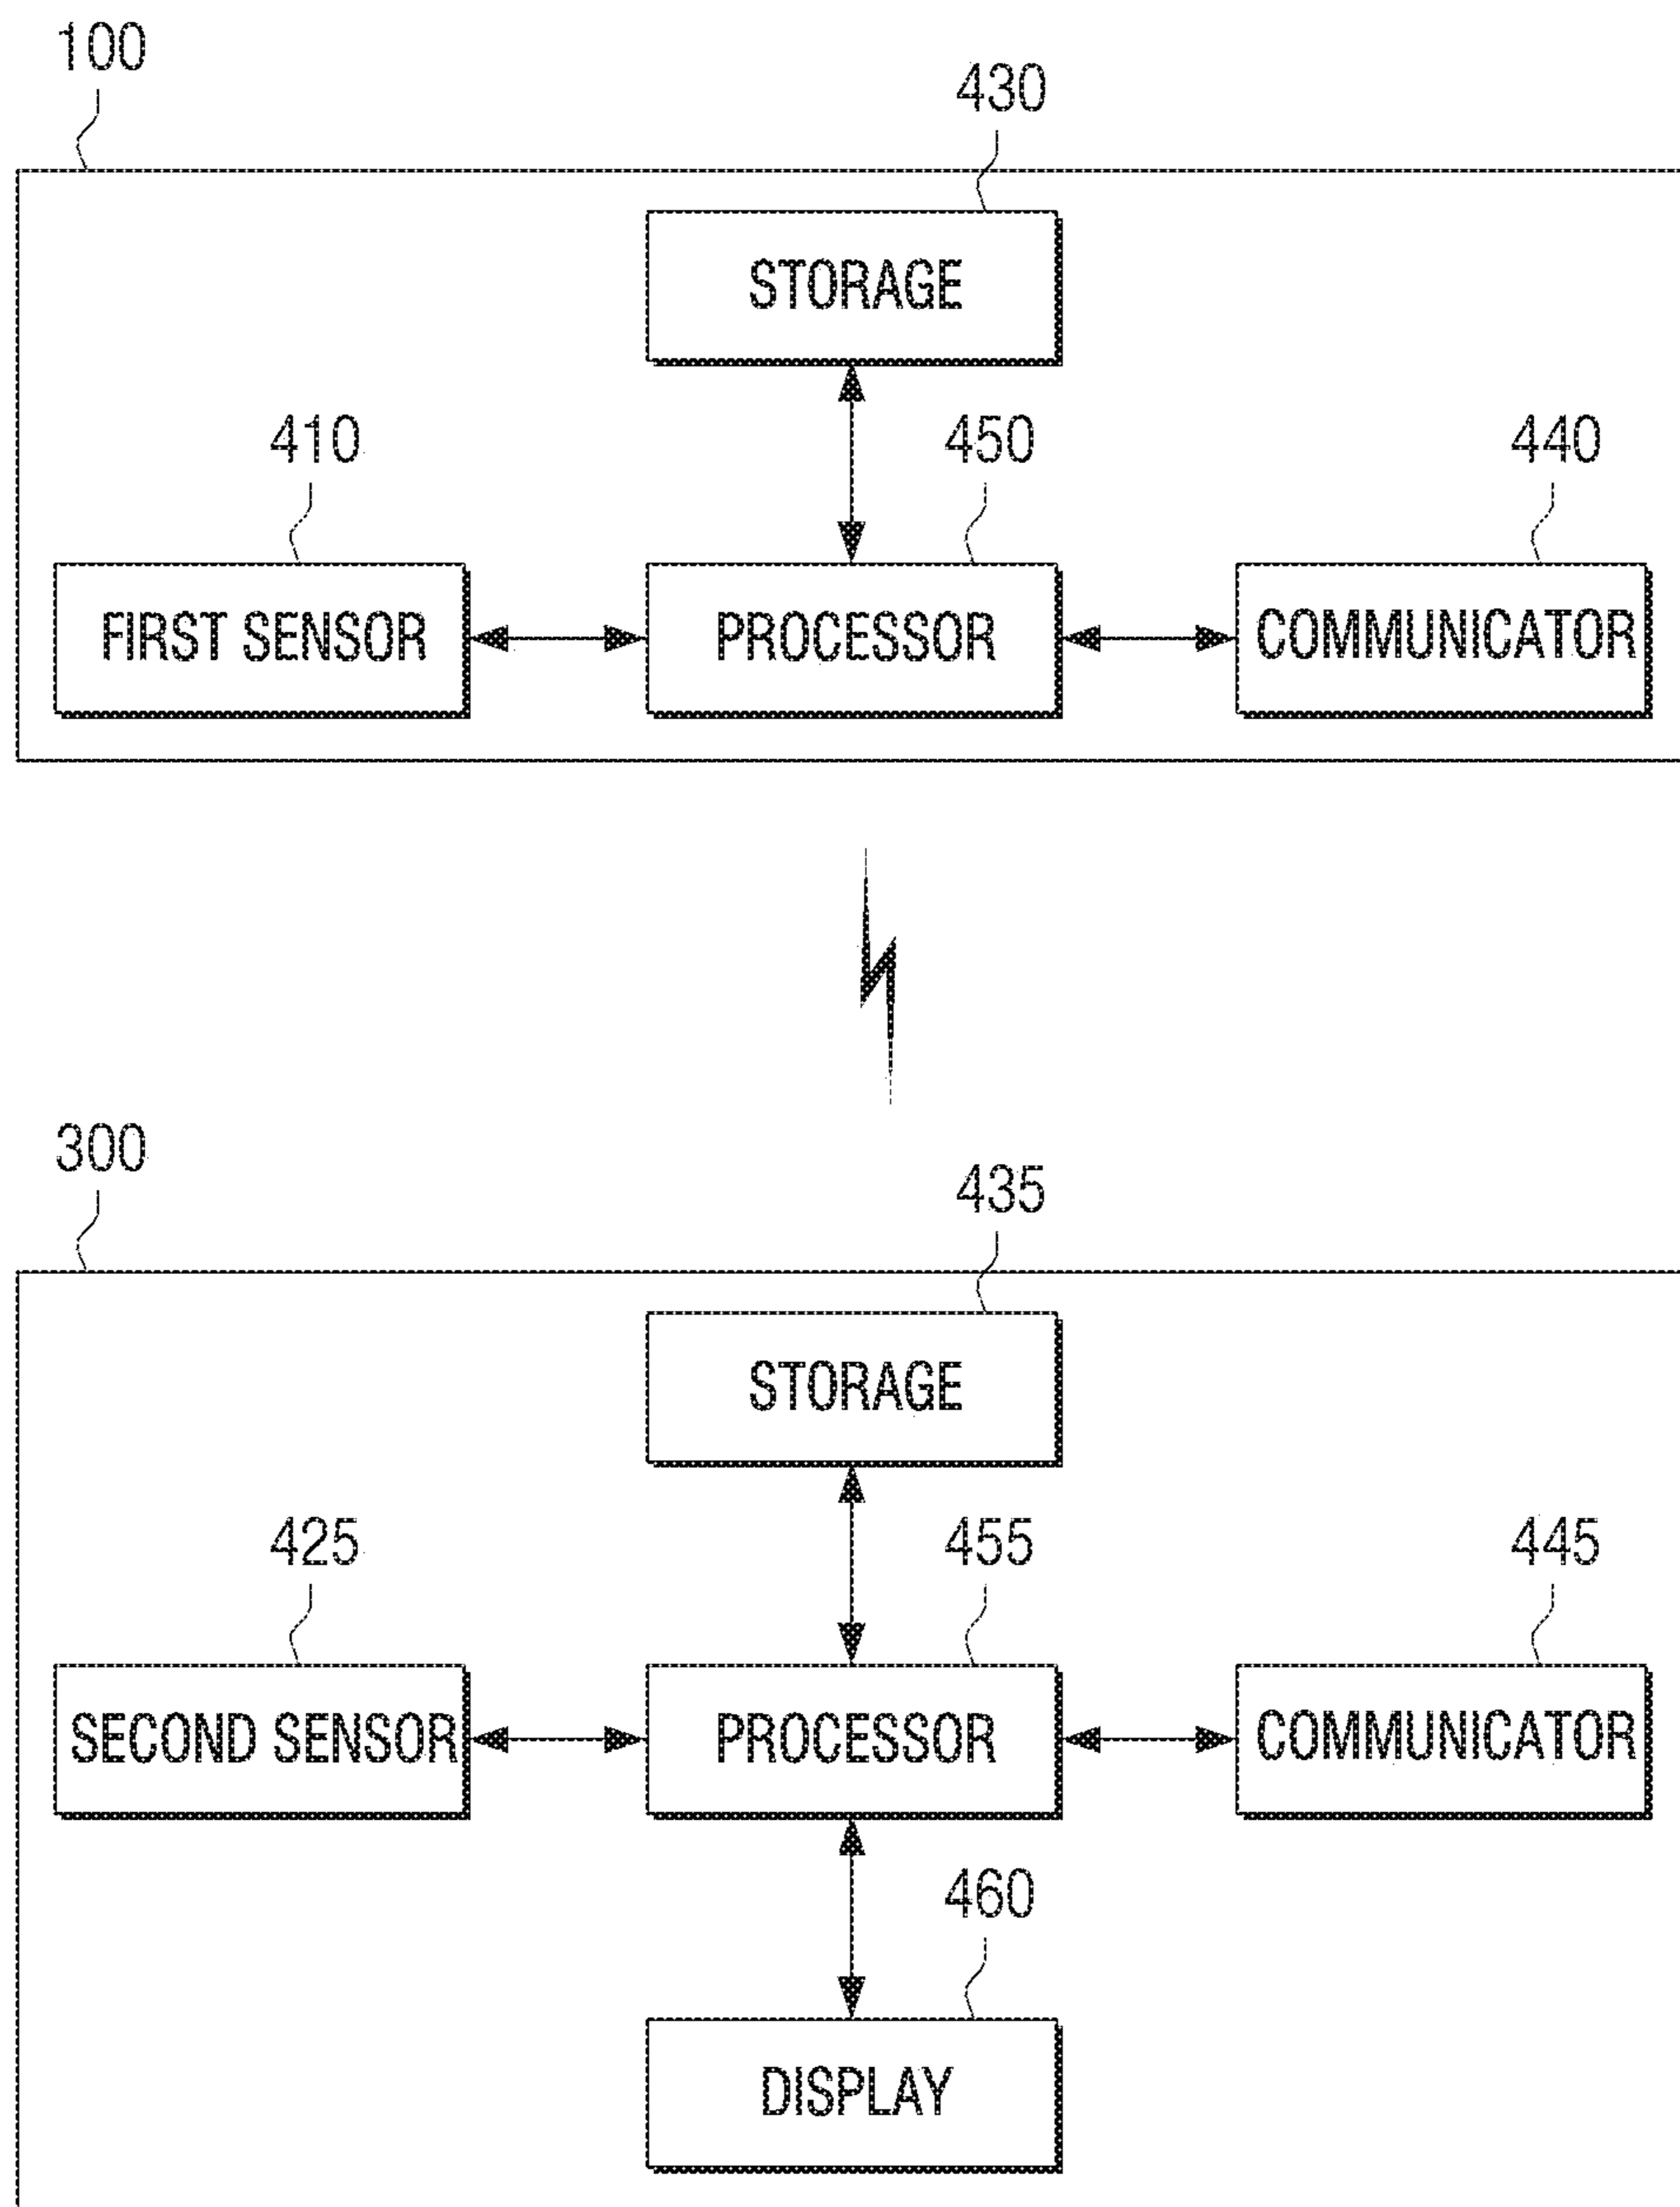 100
430
STORAGE
410
450
440
FIRST SENSOR
PROCESSOR
COMMUNICATOR
300
435
STORAGE
425
455
445
SECOND SENSOR
PROCESSOR
COMMUNICATOR
460
DISPLAY